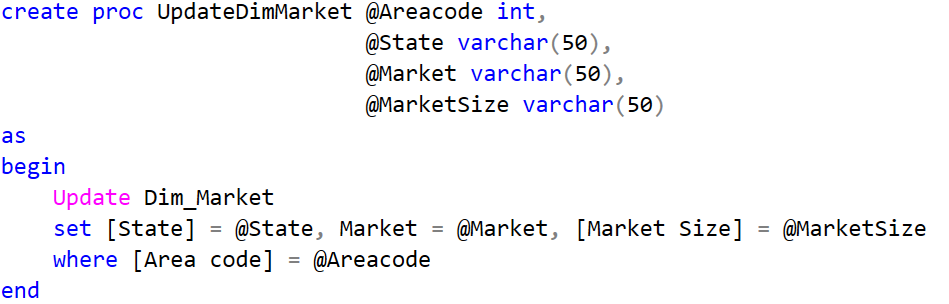 create proc UpdateDimMarket @Areacode int,
@State varchar(50),
@Market varchar(50),
@MarketSize varchar(50)
as
begin
Update Dim_Market
set [State] = @State, Market = @Market, [Market Size] = @MarketSize
where [Area code] = @Areacode
end